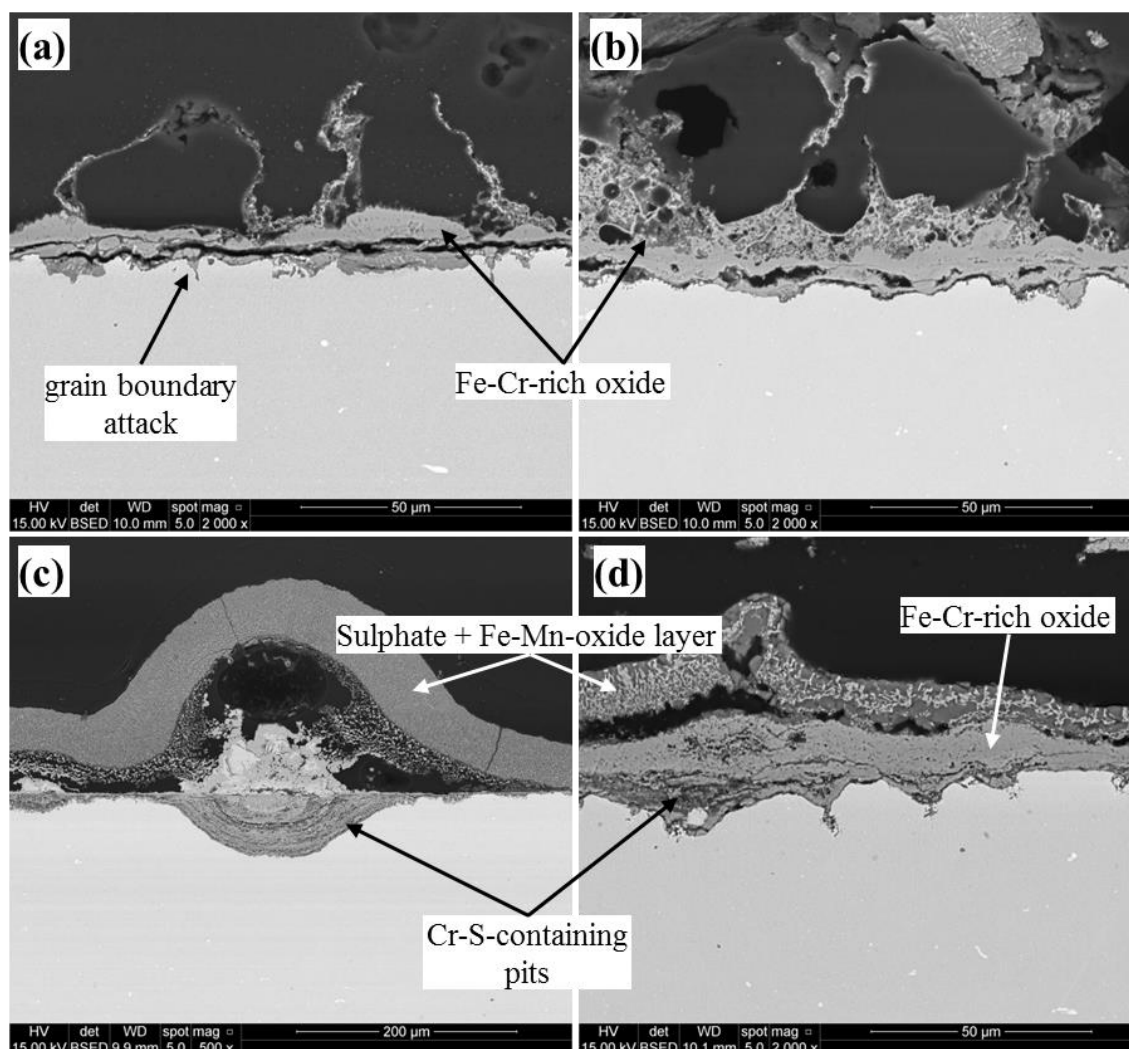 (a)
(b)
grain boundary
attack
Fe-Cr-rich oxide
HV det WD spot mag □ 50 µm
15.00 kV BSED 10.0 mm 5.0 2 000 x
HV det WD spot mag □ 50 µm
15.00 kV BSED 10.0 mm 5.0 2 000 x
(c)
(d)
Sulphate + Fe-Mn-oxide layer
Fe-Cr-rich oxide
Cr-S-containing
pits
HV det WD spot mag □ 200 µm
15.00 kV BSED 9.9 mm 5.0 500 x
HV det WD spot mag □ 50 µm
15.00 kV BSED 10.1 mm 5.0 2 000 x